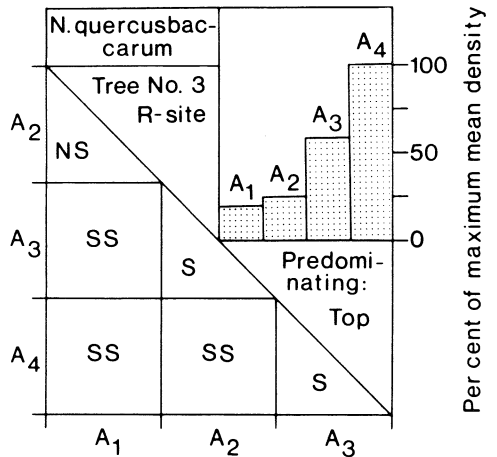 N. quercusbac-
carum
Tree No. 3
R-site
A1
A2
A3
A4
100
50
0
Per cent of maximum mean density
Predomi-
nating:
Top
A2
NS
A3
SS
S
A4
SS
SS
S
A1
A2
A3